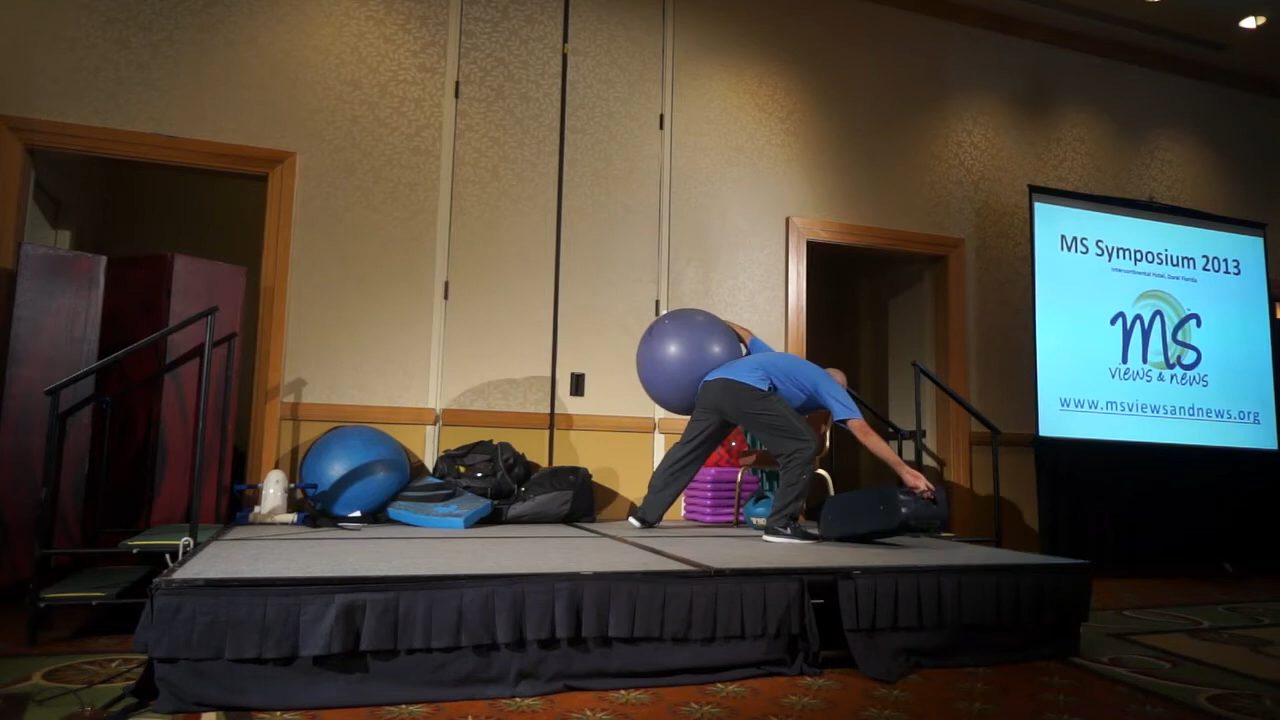 MS Symposium 2013
Intercontinental Hotel, Doral Florida
MS
VIEWS & NEWS
www.msviewsandnews.org